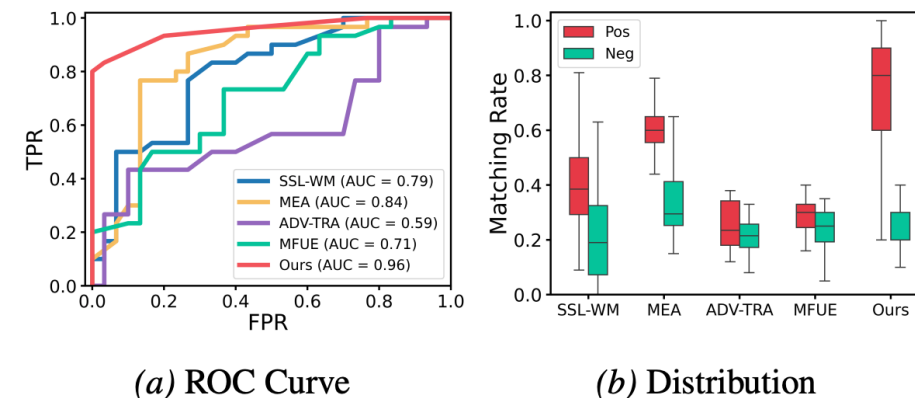 1.0
0.8
0.6
0.4
0.2
0.0
TPR
0.0 0.2 0.4 0.6 0.8 1.0
FPR
SSL-WM (AUC = 0.79)
MEA (AUC = 0.84)
ADV-TRA (AUC = 0.59)
MFUE (AUC = 0.71)
Ours (AUC = 0.96)
(a) ROC Curve
1.0
0.8
0.6
0.4
0.2
0.0
Matching Rate
Pos
Neg
SSL-WM MEA ADV-TRA MFUE Ours
(b) Distribution